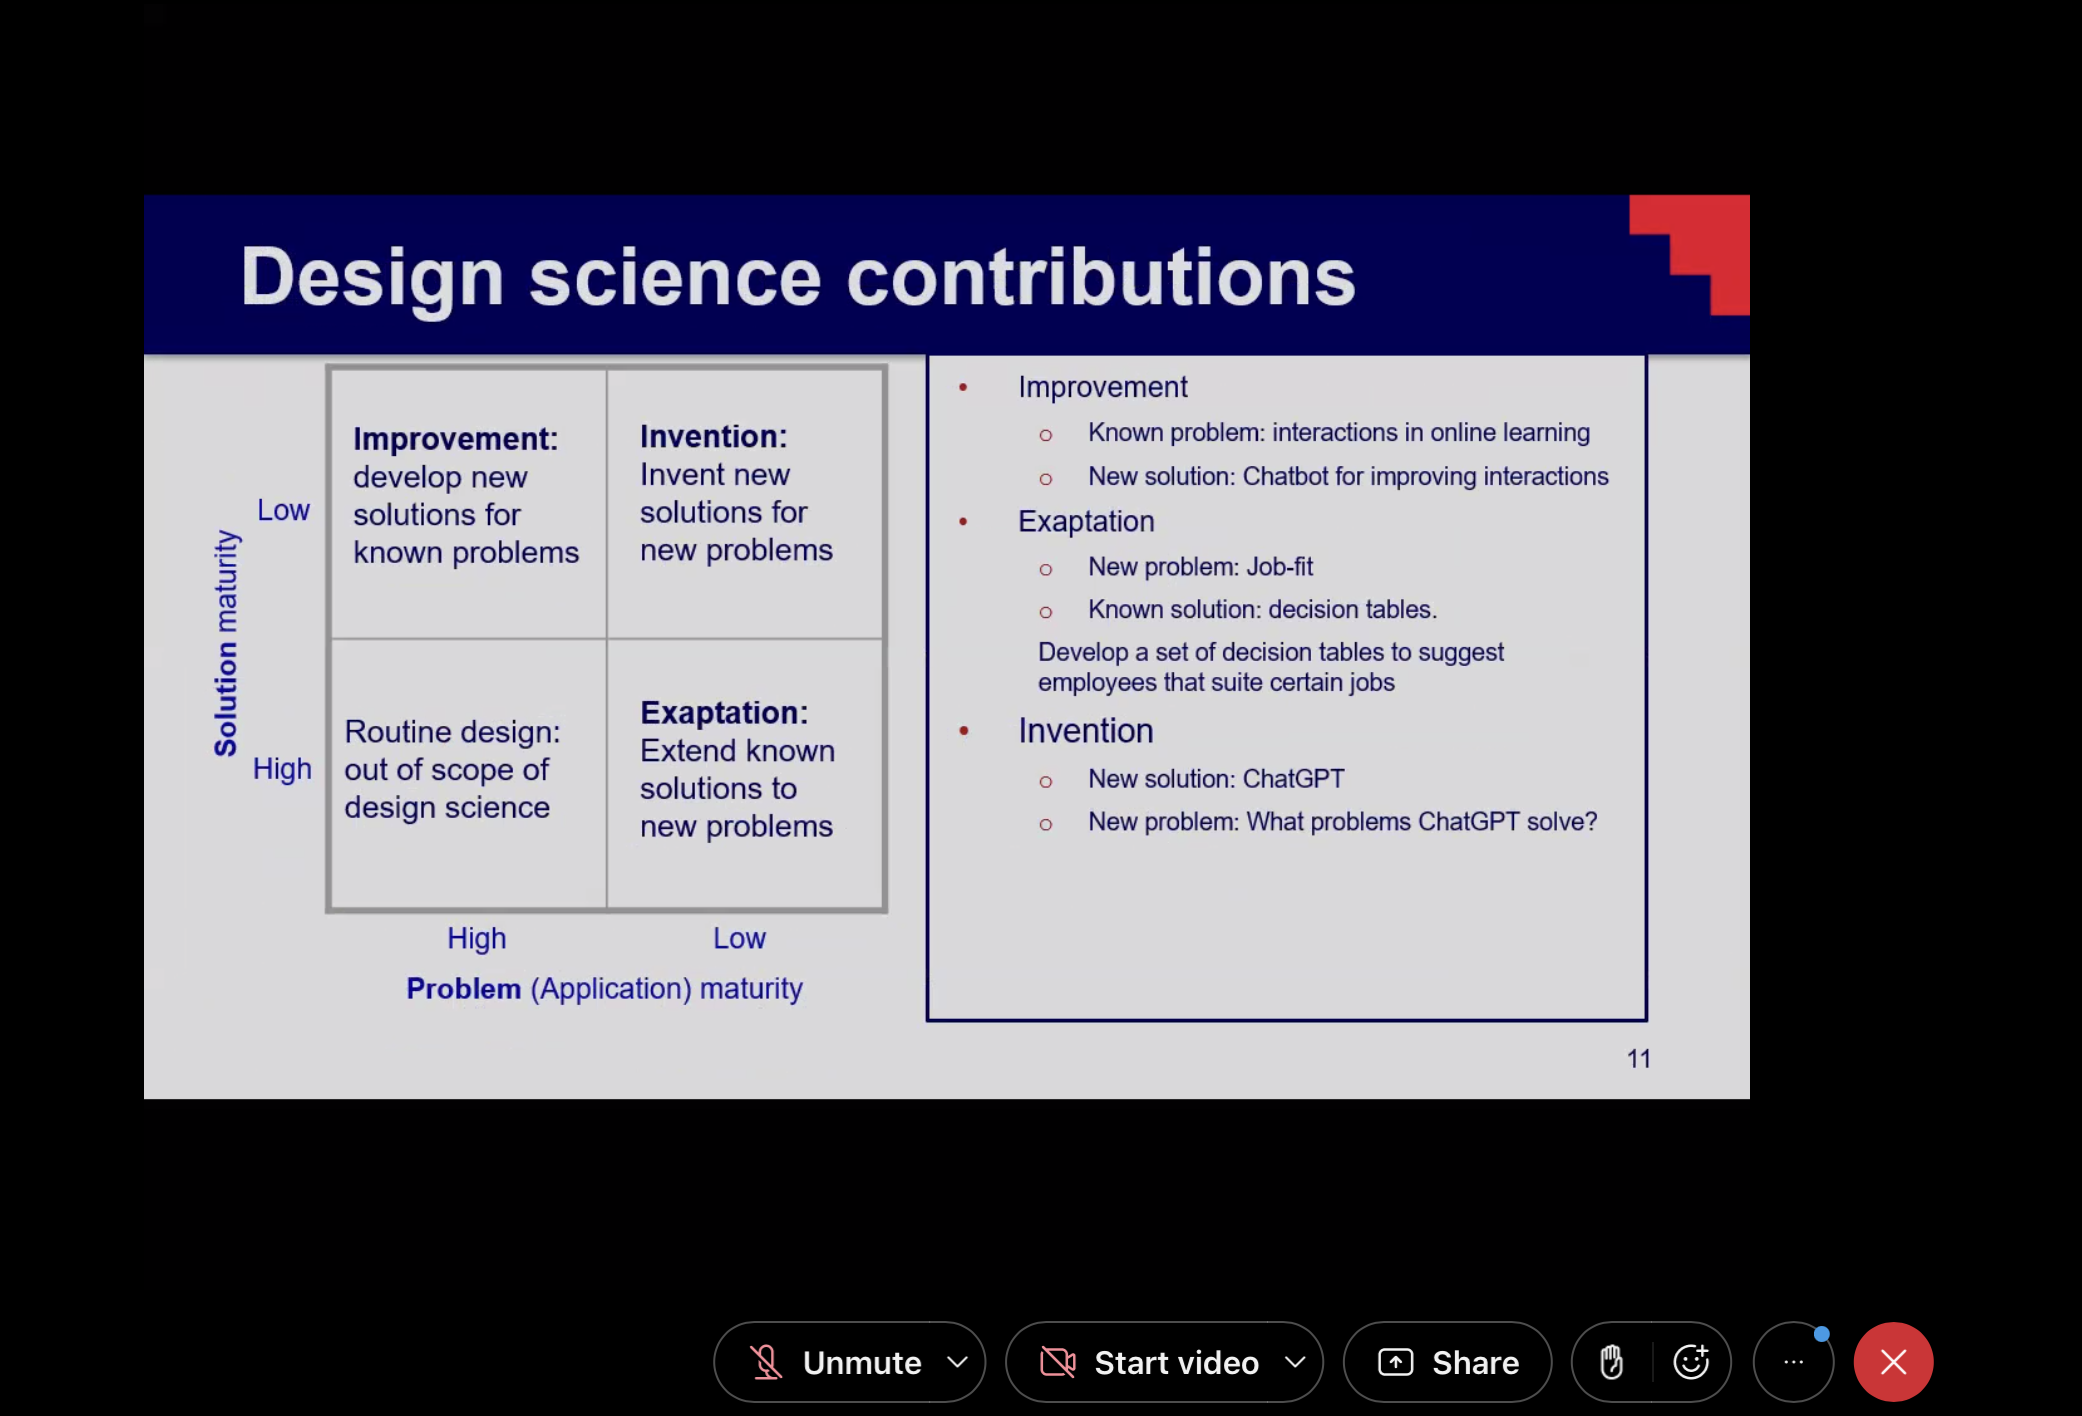 Design science contributions
Solution maturity
Low
High
Improvement:
develop new
solutions for
known problems
Invention:
Invent new
solutions for
new problems
Routine design:
out of scope of
design science
Exaptation:
Extend known
solutions to
new problems
High
Low
Problem (Application) maturity
• Improvement
o Known problem: interactions in online learning
o New solution: Chatbot for improving interactions
• Exaptation
o New problem: Job-fit
o Known solution: decision tables.
Develop a set of decision tables to suggest
employees that suite certain jobs
• Invention
o New solution: ChatGPT
o New problem: What problems ChatGPT solve?
11
Unmute
Start video
Share